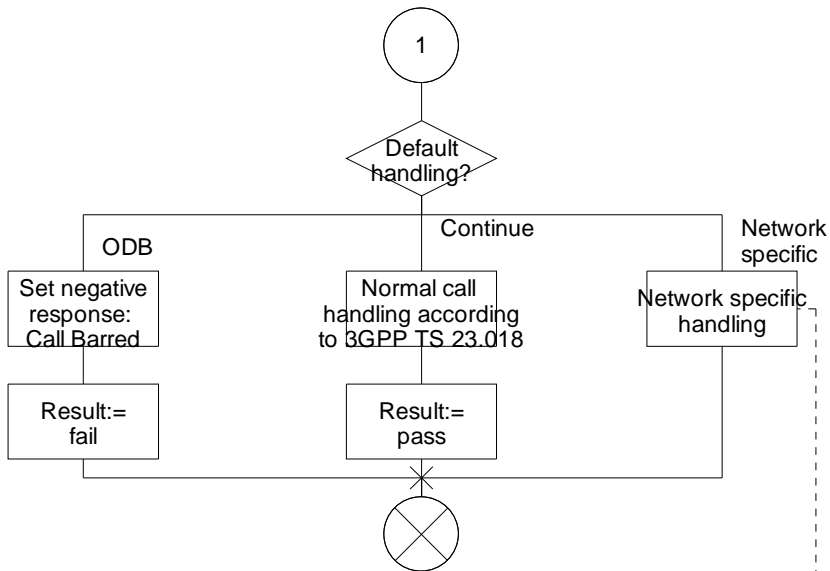 1
Default
handling?
ODB
Continue
Network
specific
Set negative
response:
Call Barred
Normal call
handling according
to 3GPP TS 23.018
Network specific
handling
Result:=
fail
Result:=
pass